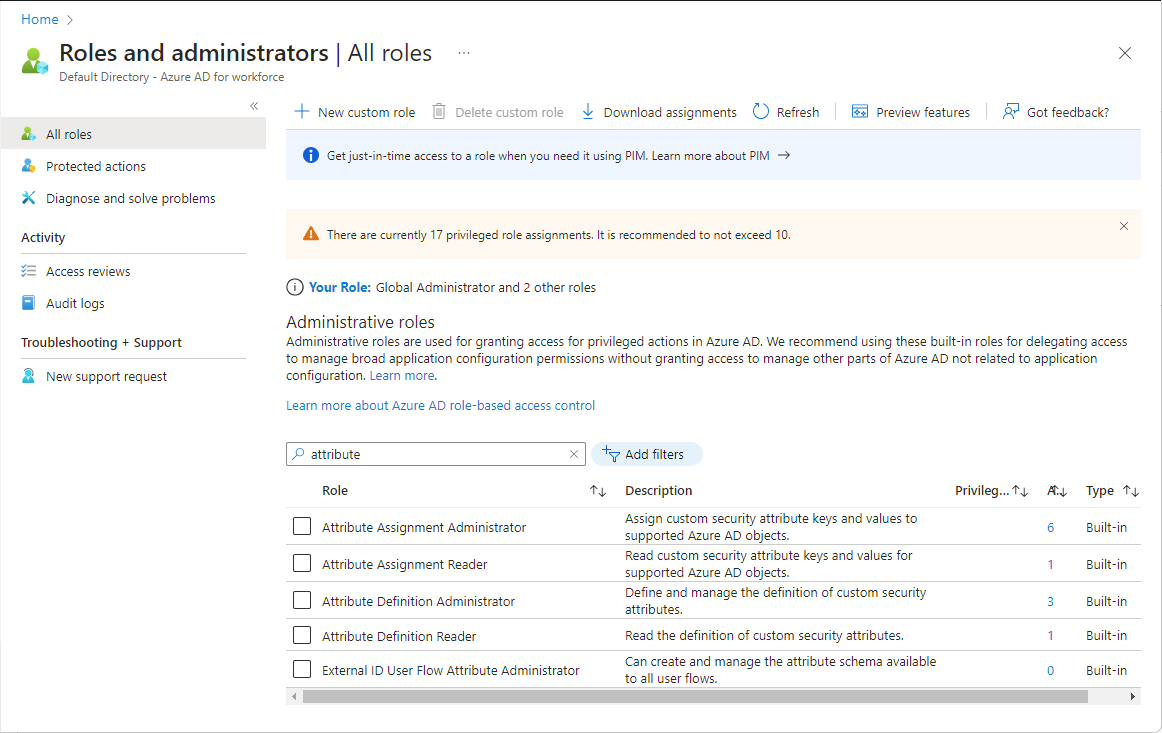 Home
Roles and administrators | All roles ...
Default Directory - Azure AD for workforce
«
New custom role Delete custom role Download assignments Refresh Preview features Got feedback?
All roles
Protected actions
Diagnose and solve problems
Activity
Access reviews
Audit logs
Troubleshooting + Support
New support request
Get just-in-time access to a role when you need it using PIM. Learn more about PIM →
There are currently 17 privileged role assignments. It is recommended to not exceed 10.
Your Role: Global Administrator and 2 other roles
Administrative roles
Administrative roles are used for granting access for privileged actions in Azure AD. We recommend using these built-in roles for delegating access
to manage broad application configuration permissions without granting access to manage other parts of Azure AD not related to application
configuration. Learn more.
Learn more about Azure AD role-based access control
attribute Add filters
Role Description Privileg... Type
Attribute Assignment Administrator Assign custom security attribute keys and values to 6 Built-in
supported Azure AD objects.
Attribute Assignment Reader Read custom security attribute keys and values for 1 Built-in
supported Azure AD objects.
Attribute Definition Administrator Define and manage the definition of custom security 3 Built-in
attributes.
Attribute Definition Reader Read the definition of custom security attributes. 1 Built-in
External ID User Flow Attribute Administrator Can create and manage the attribute schema available 0 Built-in
to all user flows.